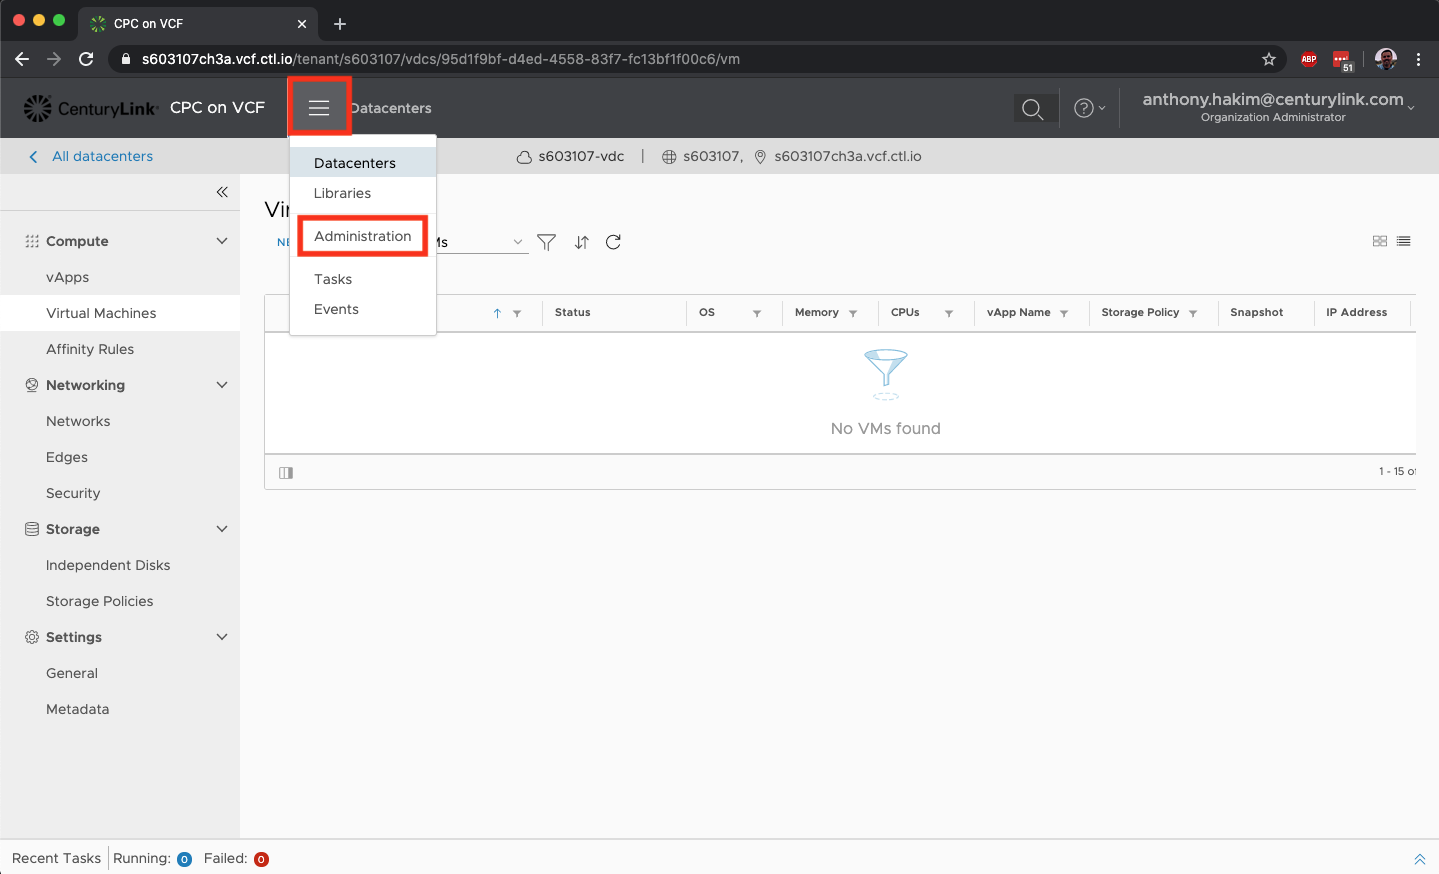 CPC on VCF
s603107ch3a.vcf.ctl.io/tenant/s603107/vdcs/95d1f9bf-d4ed-4558-83f7-fc13bf1f00c6/vm
ABP
51
CenturyLink CPC on VCF
Datacenters
anthony.hakim@centurylink.com
Organization Administrator
All datacenters
s603107-vdc | s603107, s603107ch3a.vcf.ctl.io
Datacenters
Libraries
Administration
Tasks
Events
Compute
vApps
Virtual Machines
Affinity Rules
Networking
Networks
Edges
Security
Storage
Independent Disks
Storage Policies
Settings
General
Metadata
Status OS Memory CPUs vApp Name Storage Policy Snapshot IP Address
No VMs found
1 - 15
Recent Tasks Running: 0 Failed: 0